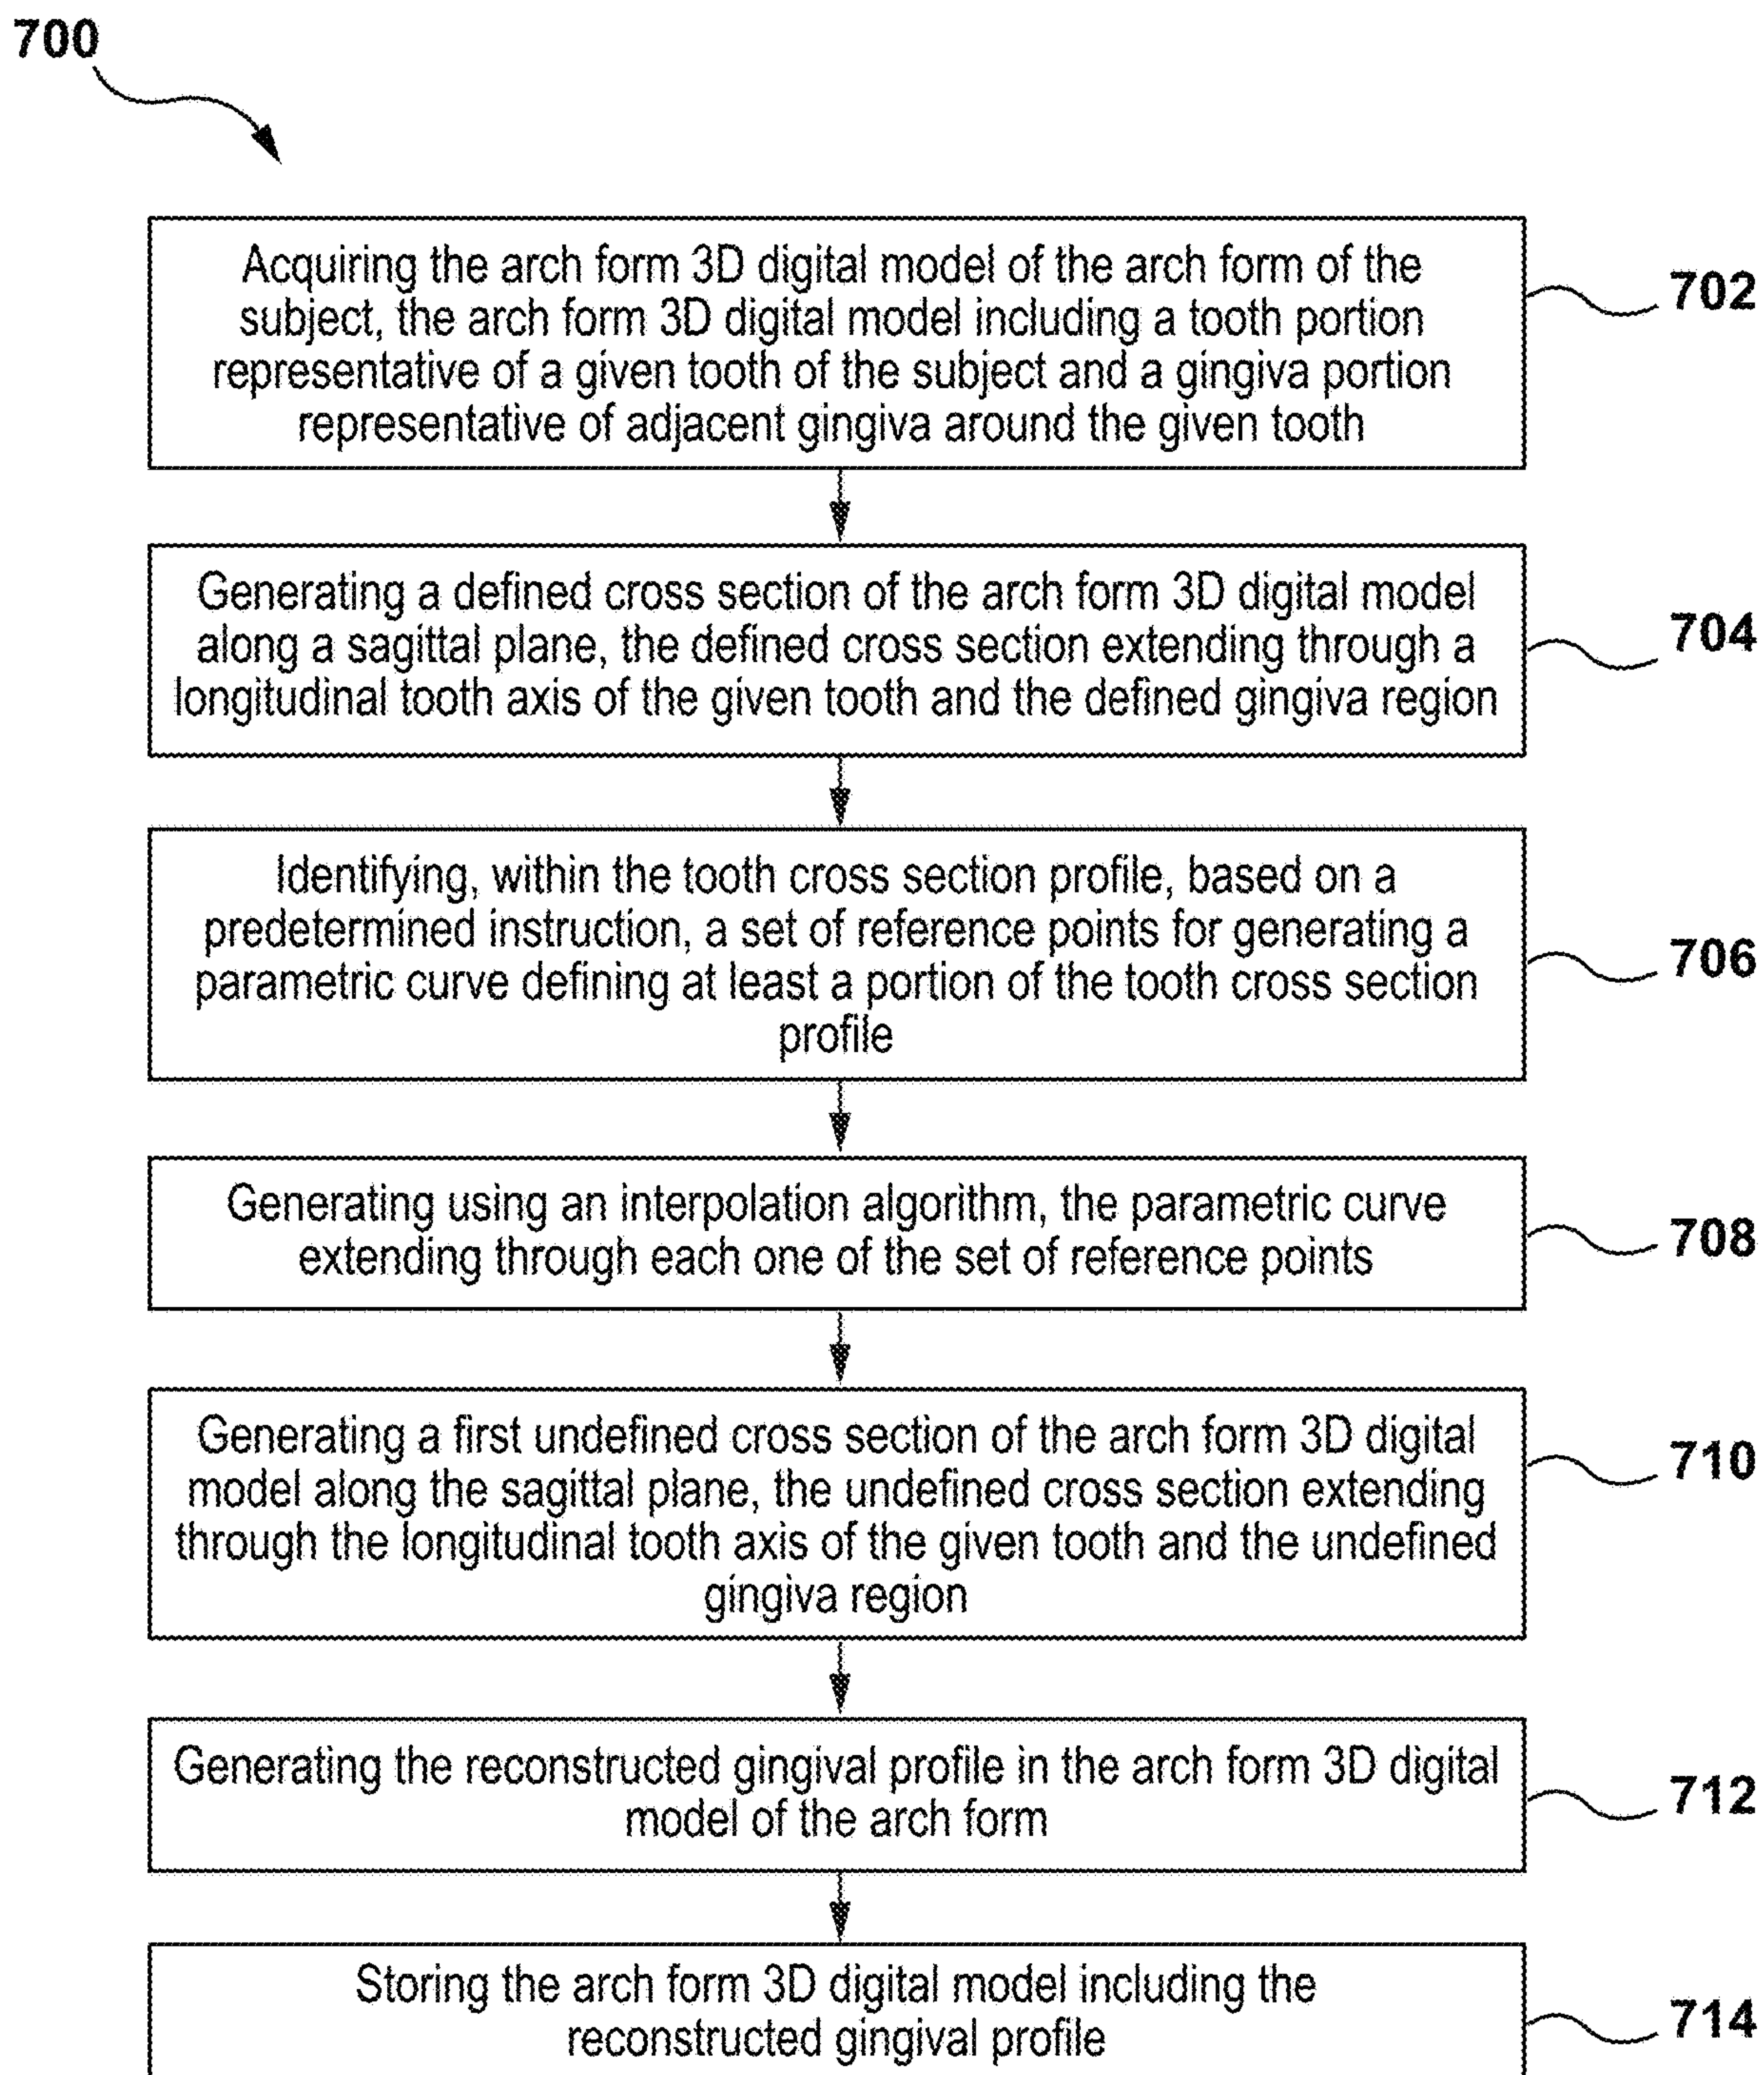 700
Acquiring the arch form 3D digital model of the arch form of the
subject, the arch form 3D digital model including a tooth portion
representative of a given tooth of the subject and a gingiva portion
representative of adjacent gingiva around the given tooth
702
Generating a defined cross section of the arch form 3D digital model
along a sagittal plane, the defined cross section extending through a
longitudinal tooth axis of the given tooth and the defined gingiva region
704
Identifying, within the tooth cross section profile, based on a
predetermined instruction, a set of reference points for generating a
parametric curve defining at least a portion of the tooth cross section
profile
706
Generating using an interpolation algorithm, the parametric curve
extending through each one of the set of reference points
708
Generating a first undefined cross section of the arch form 3D digital
model along the sagittal plane, the undefined cross section extending
through the longitudinal tooth axis of the given tooth and the undefined
gingiva region
710
Generating the reconstructed gingival profile in the arch form 3D digital
model of the arch form
712
Storing the arch form 3D digital model including the
reconstructed gingival profile
714